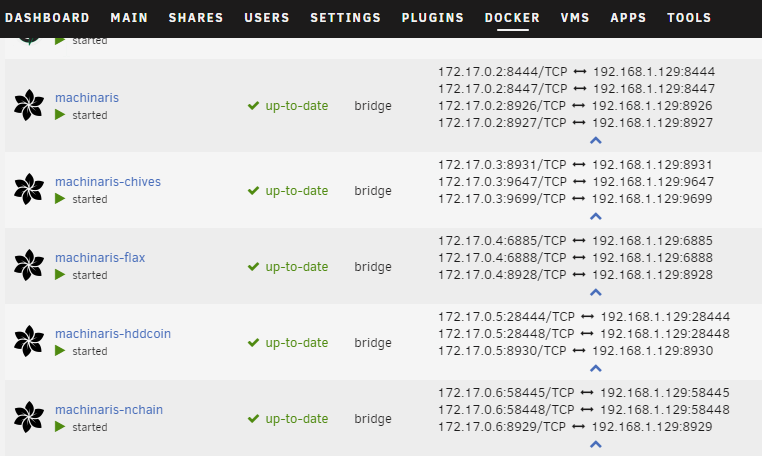 DASHBOARD MAIN SHARES USERS SETTINGS PLUGINS DOCKER VMS APPS TOOLS
started
machinaris
started
up-to-date
bridge
172.17.0.2:8444/TCP 192.168.1.129:8444
172.17.0.2:8447/TCP 192.168.1.129:8447
172.17.0.2:8926/TCP 192.168.1.129:8926
172.17.0.2:8927/TCP 192.168.1.129:8927
machinaris-chives
started
up-to-date
bridge
172.17.0.3:8931/TCP 192.168.1.129:8931
172.17.0.3:9647/TCP 192.168.1.129:9647
172.17.0.3:9699/TCP 192.168.1.129:9699
machinaris-flax
started
up-to-date
bridge
172.17.0.4:6885/TCP 192.168.1.129:6885
172.17.0.4:6888/TCP 192.168.1.129:6888
172.17.0.4:8928/TCP 192.168.1.129:8928
machinaris-hddcoin
started
up-to-date
bridge
172.17.0.5:28444/TCP 192.168.1.129:28444
172.17.0.5:28448/TCP 192.168.1.129:28448
172.17.0.5:8930/TCP 192.168.1.129:8930
machinaris-nchain
started
up-to-date
bridge
172.17.0.6:58445/TCP 192.168.1.129:58445
172.17.0.6:58448/TCP 192.168.1.129:58448
172.17.0.6:8929/TCP 192.168.1.129:8929